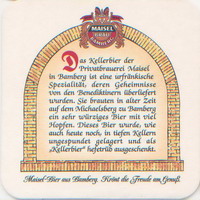 MAISEL
BRÄU
BAMBERG
Das Kellerbier der
Privatbrauerei Maisel
in Bamberg ist eine urfränkische
Spezialität, deren Geheimnisse
von den Benediktinern überliefert
wurden. Sie brauten in alter Zeit
auf dem Michaelsberg zu Bamberg
ein sehr würziges Bier mit viel
Hopfen. Dieses Bier wurde, wie
auch heute noch, in tiefen Kellern
ungespundet gelagert und als
„Kellerbier" hefetrüb ausgeschenkt.
Maisel-Bier aus Bamberg. Krönt die Freude am Genuß.